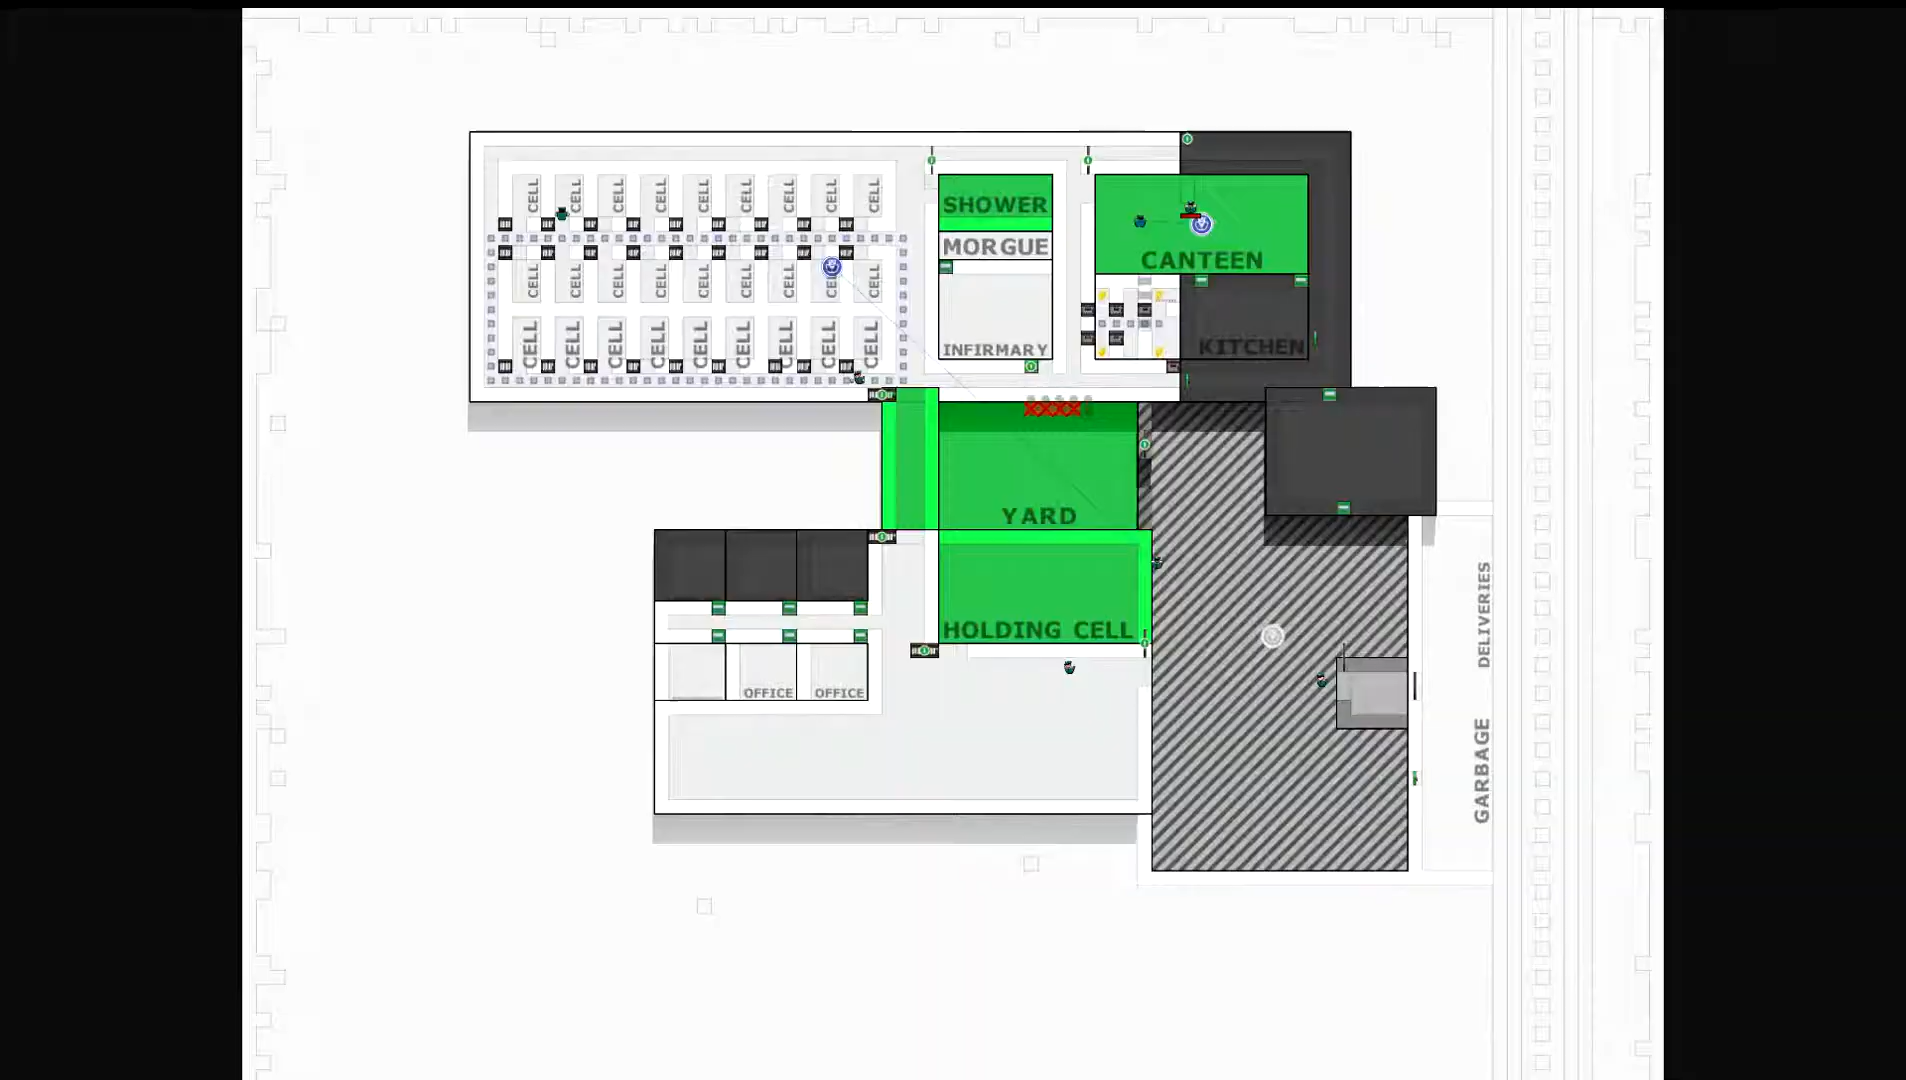 CELL CELL CELL CELL CELL CELL CELL CELL CELL
SHOWER
MORGUE
CANTEEN
CELL CELL CELL CELL CELL CELL CELL CELL CELL
CELL CELL CELL CELL CELL CELL CELL CELL CELL
INFIRMARY
KITCHEN
YARD
HOLDING CELL
OFFICE OFFICE
DELIVERIES
GARBAGE